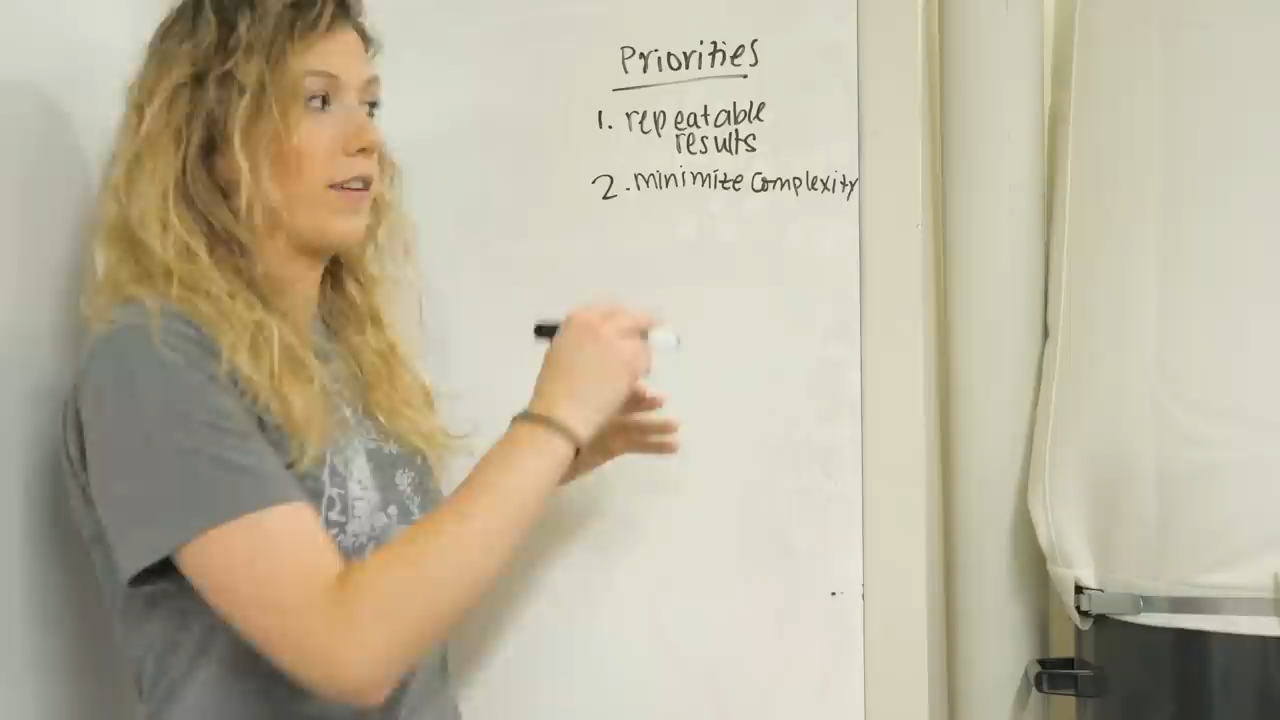 Priorities
1. repeatable
results
2. minimize complexity